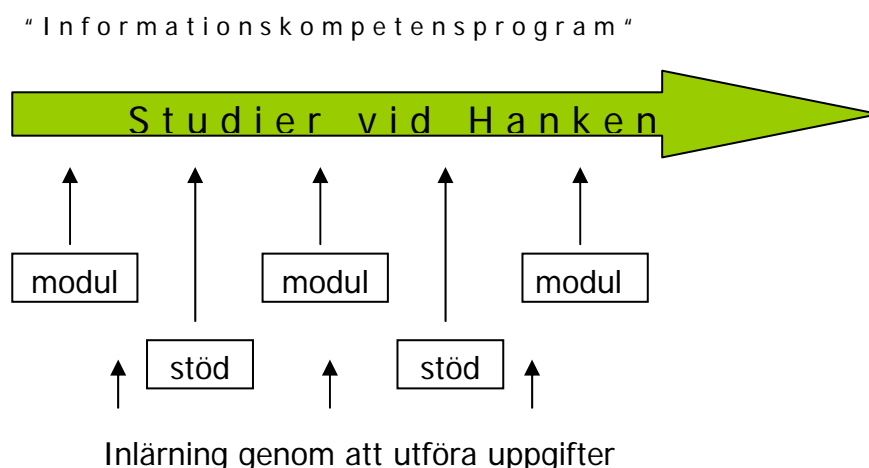 "Informationskompetensprogram"
Studier vid Hanken
modul modul modul
stöd stöd
Inlärning genom att utföra uppgifter